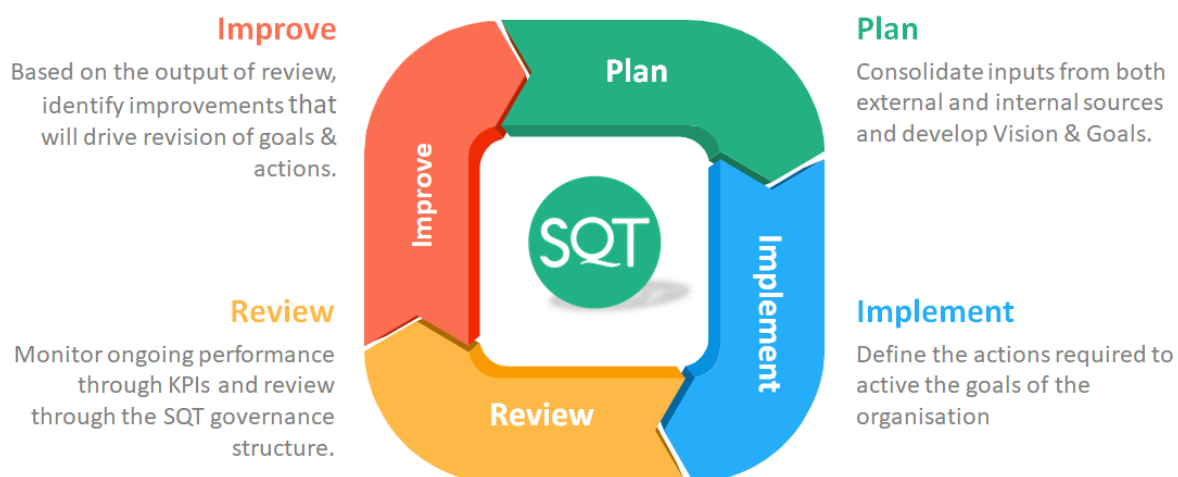 Improve
Based on the output of review,
identify improvements that
will drive revision of goals &
actions.
Plan
Plan
Consolidate inputs from both
external and internal sources
and develop Vision & Goals.
Improve
SQT
Implement
Review
Monitor ongoing performance
through KPIs and review
through the SQT governance
structure.
Review
Implement
Define the actions required to
active the goals of the
organisation